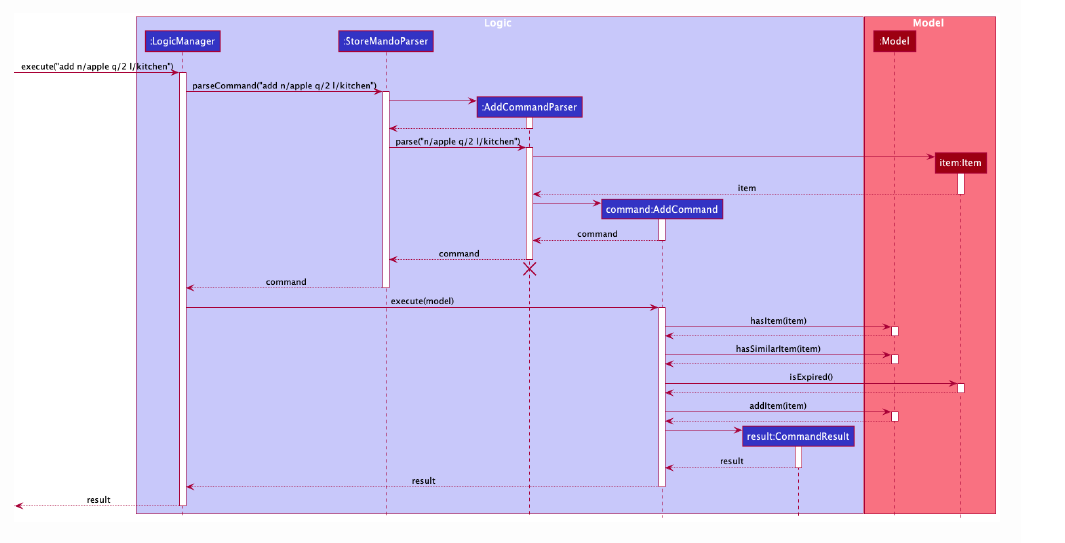 Logic
Model
:LogicManager
:StoreMandoParser
:Model
execute("add n/apple q/2 l/kitchen")
parseCommand("add n/apple q/2 l/kitchen")
:AddCommandParser
parse("n/apple q/2 l/kitchen")
item:Item
item
command:AddCommand
command
command
command
execute(model)
hasItem(item)
hasSimilarItem(item)
isExpired()
addItem(item)
result:CommandResult
result
result
result